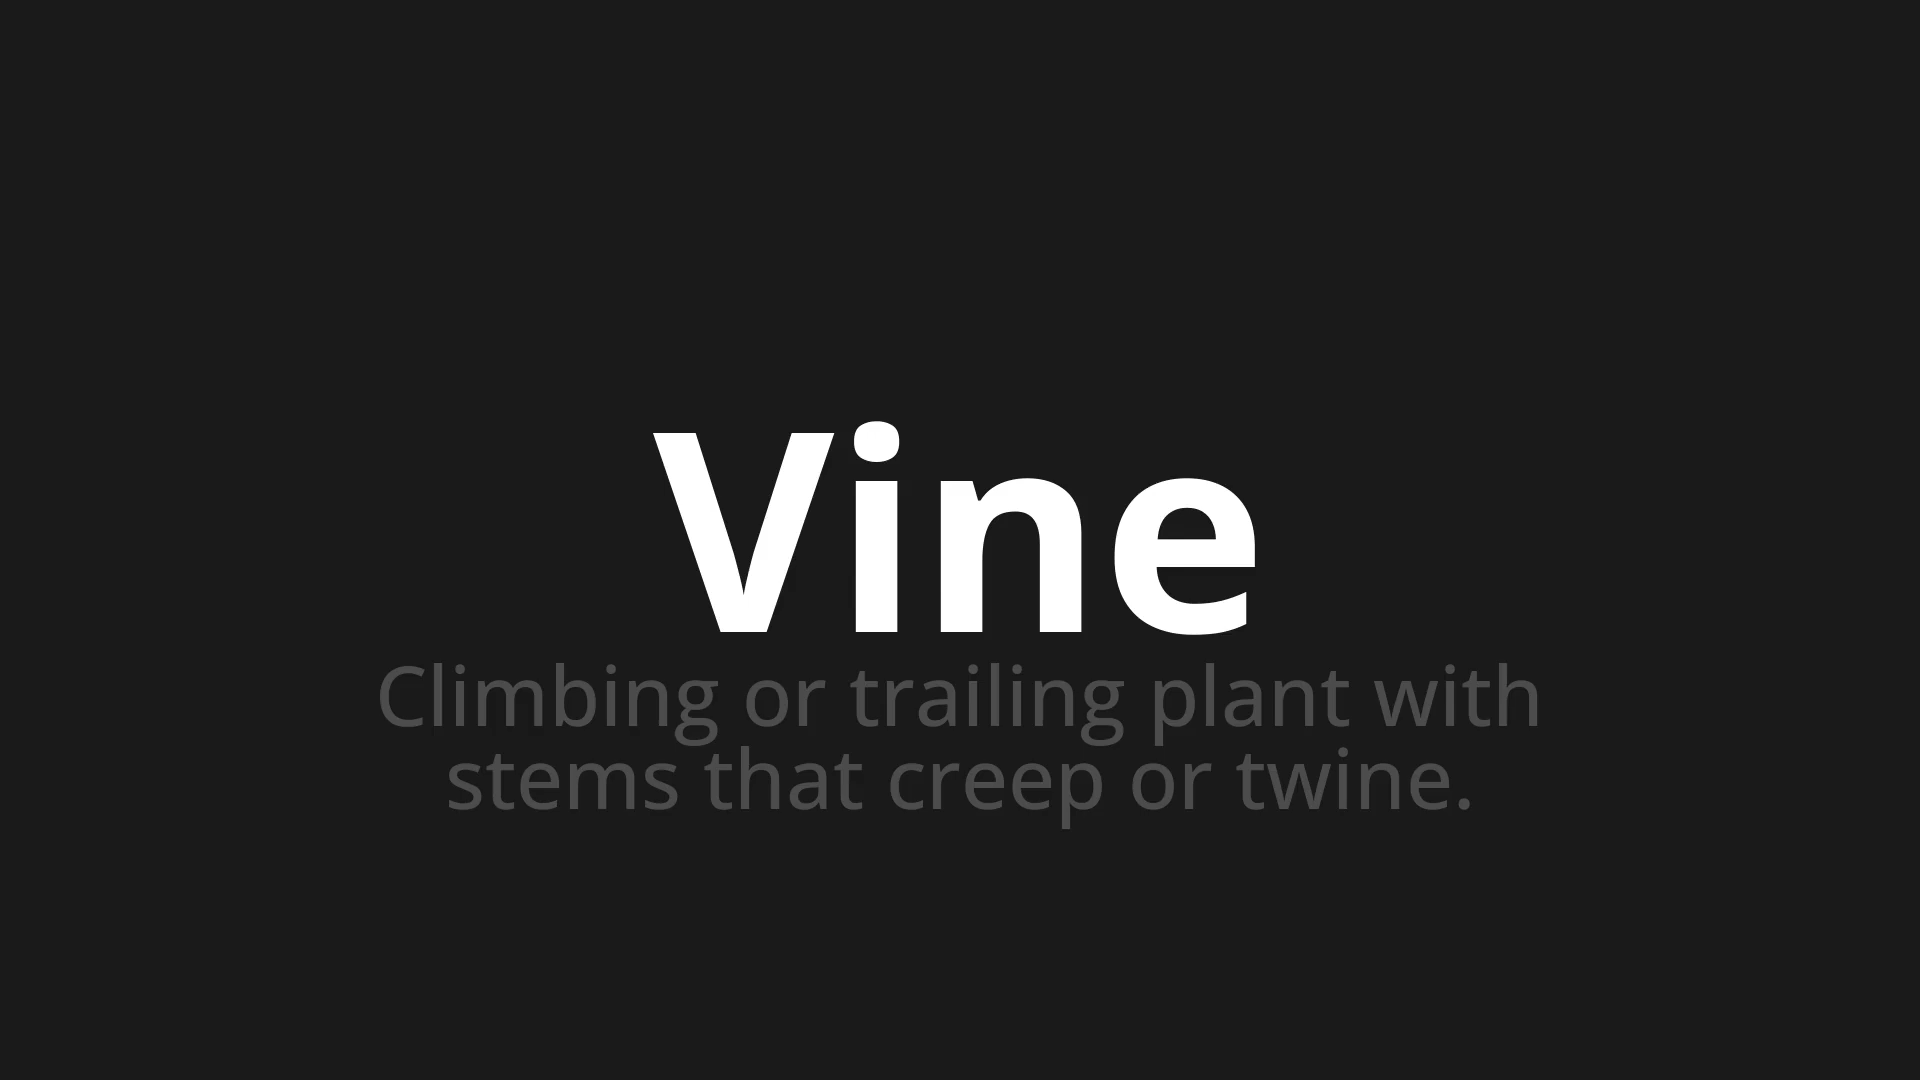 Vine
Climbing or trailing plant with
stems that creep or twine.